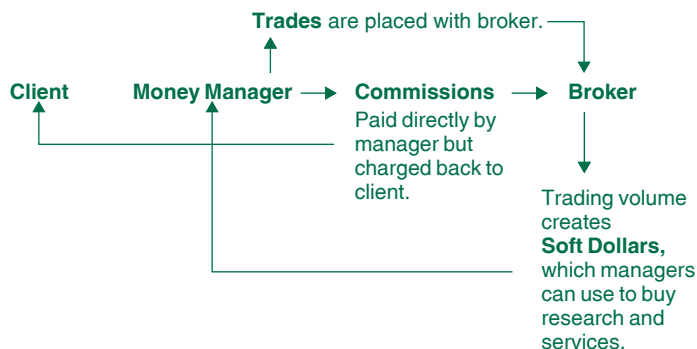 Trades are placed with broker.
Client
Money Manager
Commissions
Broker
Paid directly by
manager but
charged back to
client.
Trading volume
creates
Soft Dollars,
which managers
can use to buy
research and
services.